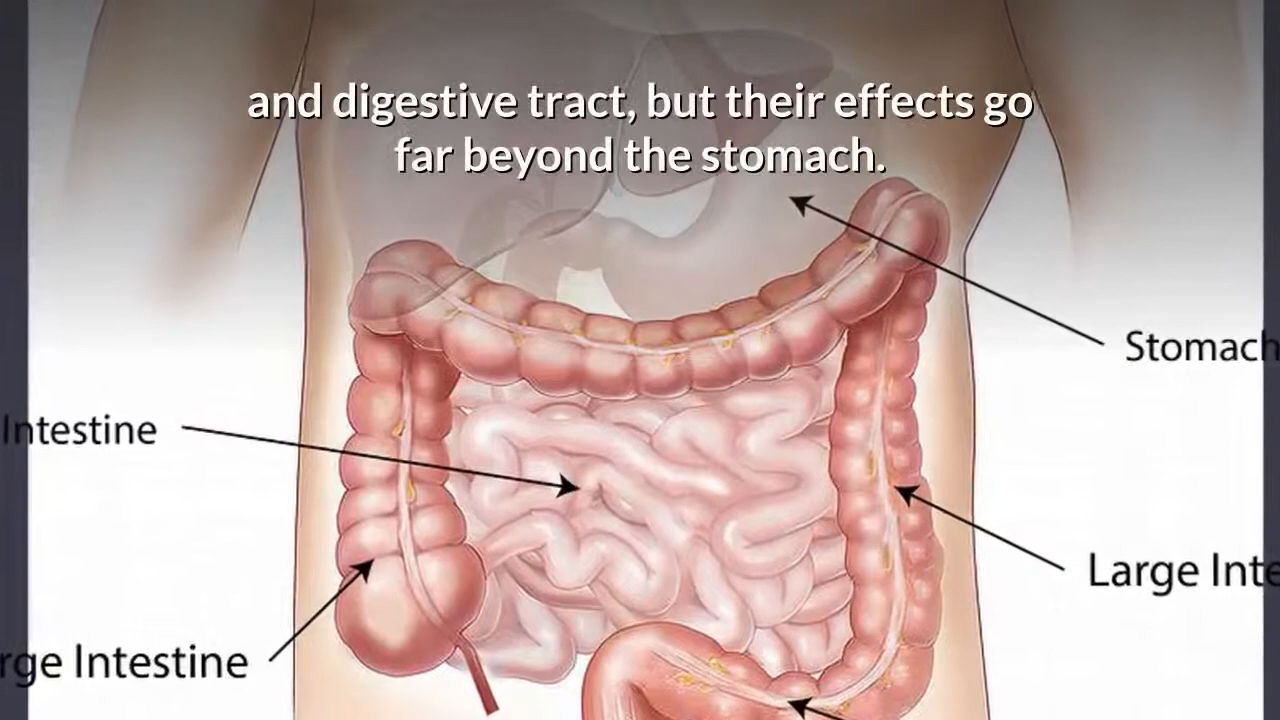 and digestive tract, but their effects go
far beyond the stomach.
Stomach
Intestine
Large Inte
rge Intestine